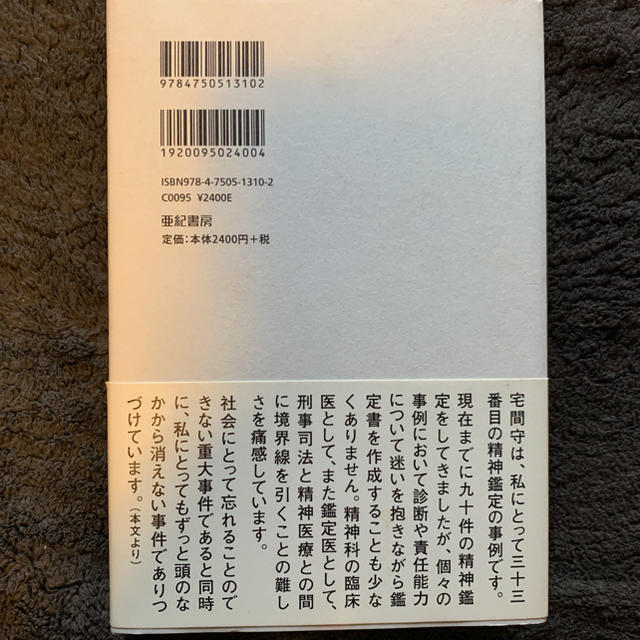 9784750513102
1920095024004
ISBN978-4-7505-1310-2
C0095 ¥2400E
亜紀書房
定価：本体2400円＋税
宅間守は、私にとって三十三
番目の精神鑑定の事例です。
現在までに九十件の精神鑑
定をしてきましたが、個々の
事例において診断や責任能力
について迷いを抱きながら鑑
定書を作成することも少な
くありません。精神科の臨床
医として、また鑑定医として、
刑事司法と精神医療との間
に境界線を引くことの難し
さを痛感しています。
社会にとって忘れることので
きない重大事件であると同時
に、私にとってもずっと頭のな
かから消えない事件でありつ
づけています。（本文より）